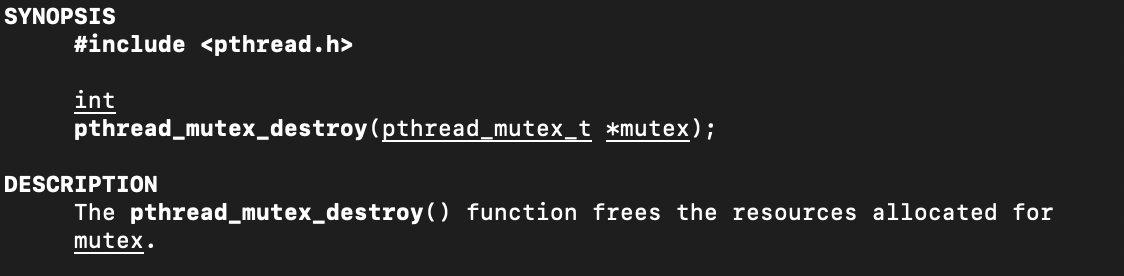 SYNOPSIS
#include <pthread.h>
int
pthread_mutex_destroy(pthread_mutex_t *mutex);
DESCRIPTION
The pthread_mutex_destroy() function frees the resources allocated for
mutex.